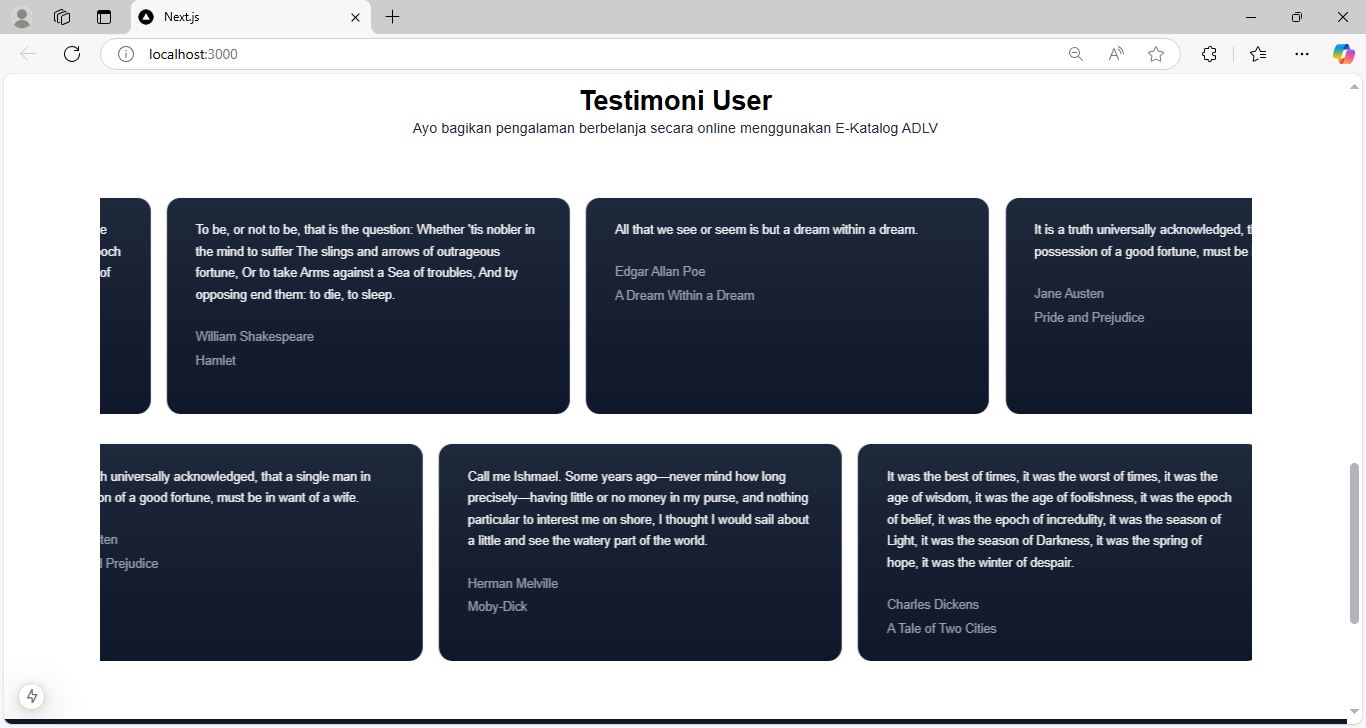 Next.js
localhost:3000
Testimoni User
Ayo bagikan pengalaman berbelanja secara online menggunakan E-Katalog ADLV
e
och
of
To be, or not to be, that is the question: Whether 'tis nobler in
the mind to suffer The slings and arrows of outrageous
fortune, Or to take Arms against a Sea of troubles, And by
opposing end them: to die, to sleep.
William Shakespeare
Hamlet
All that we see or seem is but a dream within a dream.
Edgar Allan Poe
A Dream Within a Dream
It is a truth universally acknowledged, t
possession of a good fortune, must be
Jane Austen
Pride and Prejudice
h universally acknowledged, that a single man in
on of a good fortune, must be in want of a wife.
ten
d Prejudice
Call me Ishmael. Some years ago—never mind how long
precisely—having little or no money in my purse, and nothing
particular to interest me on shore, I thought I would sail about
a little and see the watery part of the world.
Herman Melville
Moby-Dick
It was the best of times, it was the worst of times, it was the
age of wisdom, it was the age of foolishness, it was the epoch
of belief, it was the epoch of incredulity, it was the season of
Light, it was the season of Darkness, it was the spring of
hope, it was the winter of despair.
Charles Dickens
A Tale of Two Cities